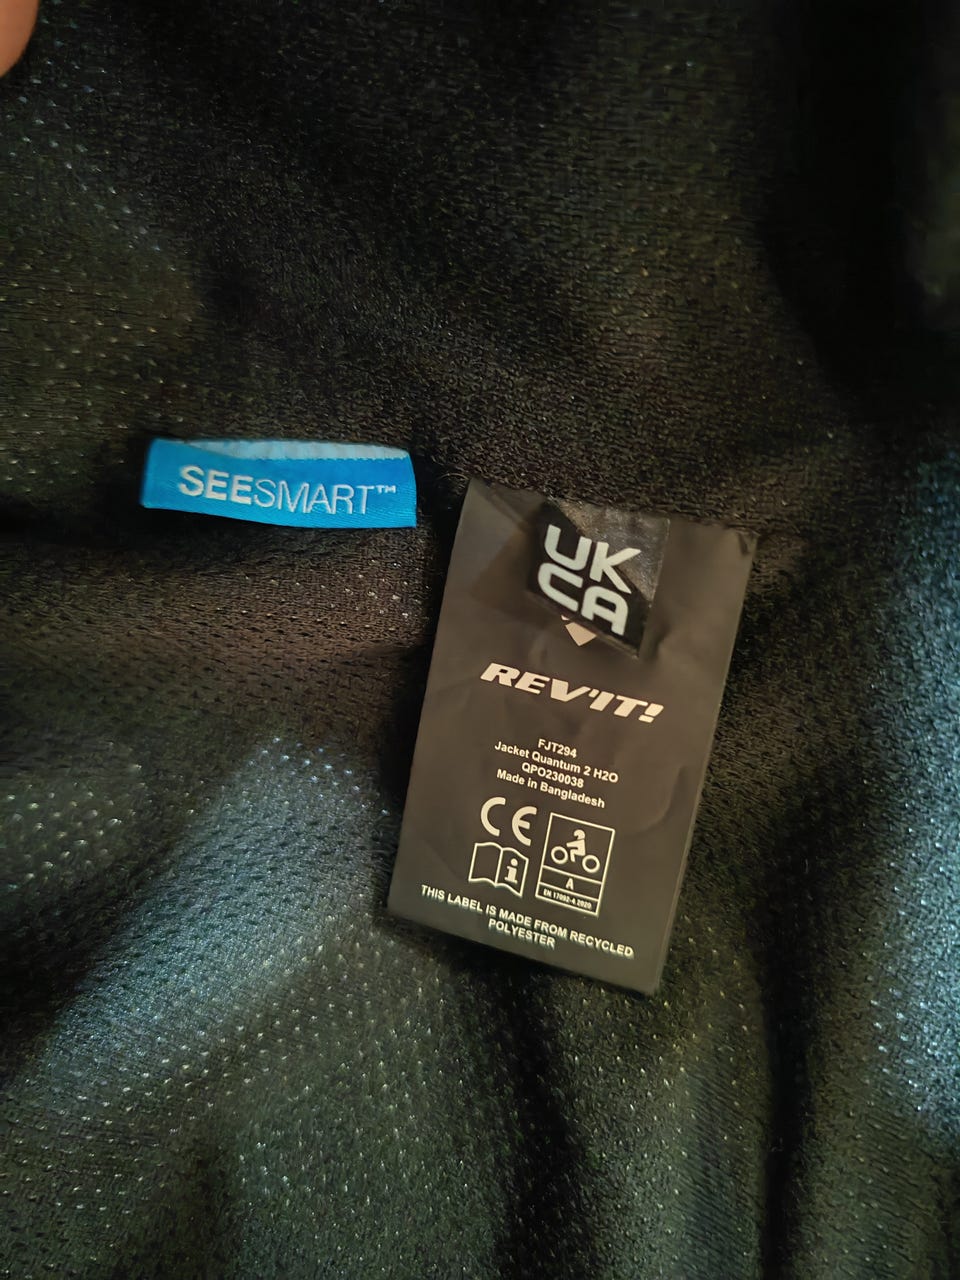 SEESMART™
UK
CA
REV'IT!
FJT294
Jacket Quantum 2 H2O
QPO230038
Made in Bangladesh
CE
i
A
EN 17092-4:2020
THIS LABEL IS MADE FROM RECYCLED
POLYESTER